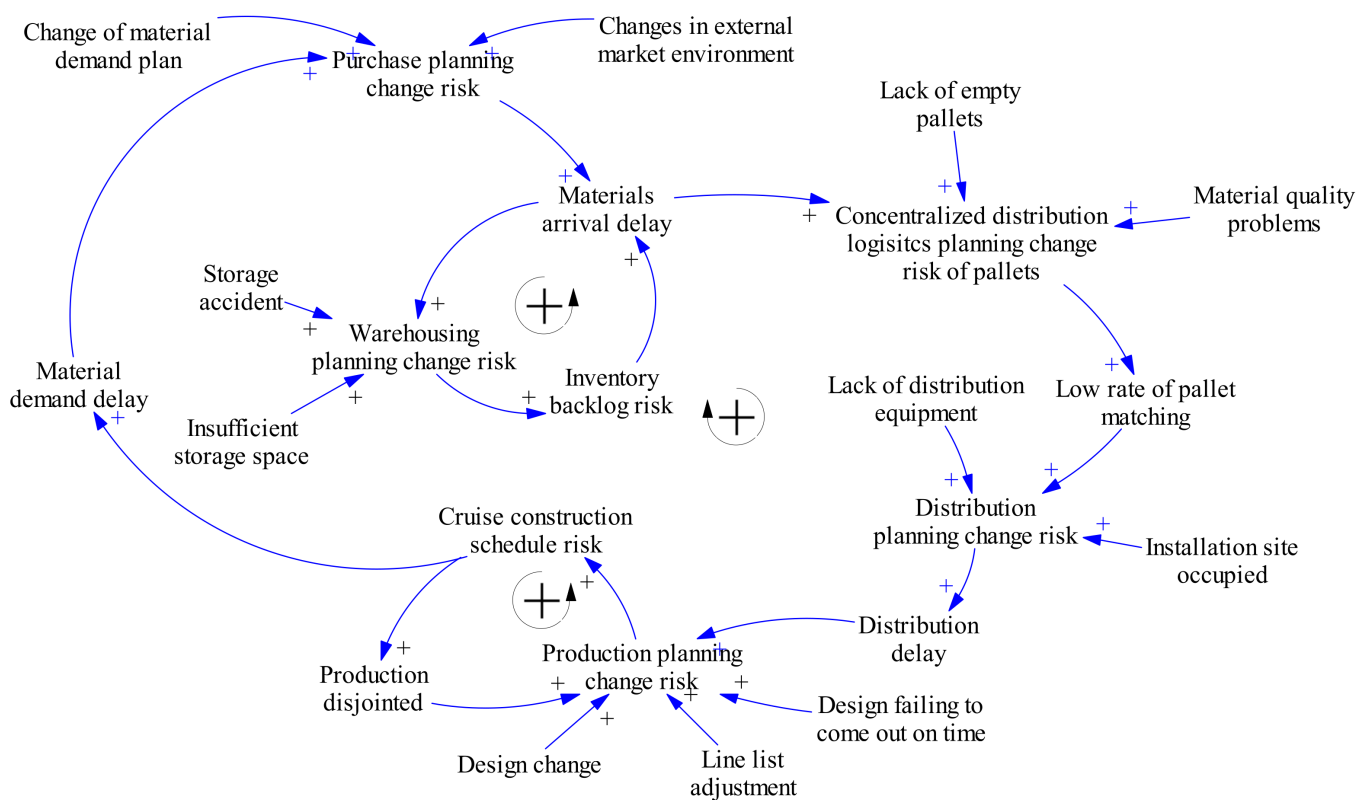 Change of material
demand plan
Changes in external
market environment
Purchase planning
change risk
Lack of empty
pallets
Materials
arrival delay
Concentralized distribution
logisitcs planning change
risk of pallets
Material quality
problems
Storage
accident
Warehousing
planning change risk
Material
demand delay
Inventory
backlog risk
Lack of distribution
equipment
Low rate of pallet
matching
Insufficient
storage space
Distribution
planning change risk
Cruise construction
schedule risk
Installation site
occupied
Distribution
delay
Production planning
change risk
Production
disjointed
Design failing to
come out on time
Design change
Line list
adjustment